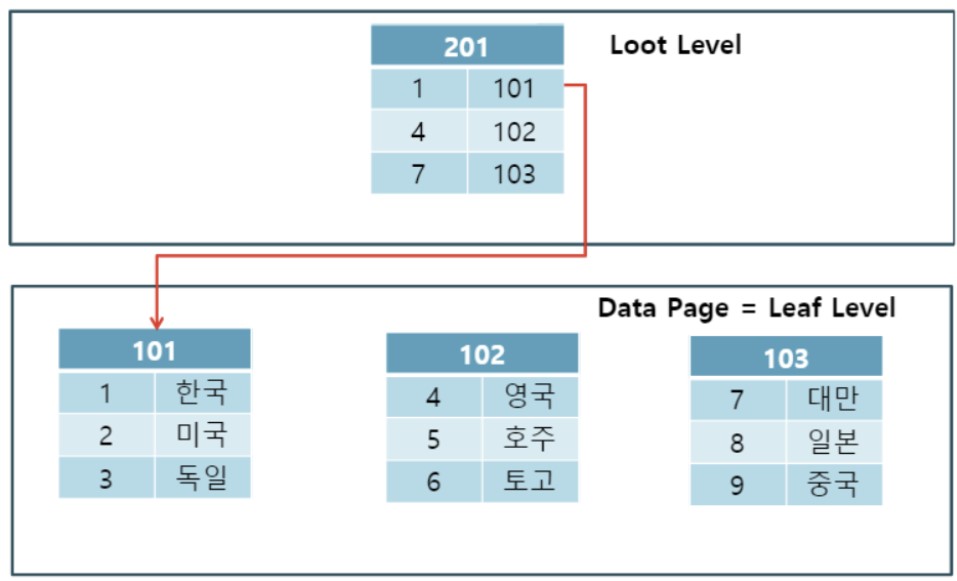 201 Loot Level
1 101
4 102
7 103
Data Page = Leaf Level
101
1 한국
2 미국
3 독일
102
4 영국
5 호주
6 토고
103
7 대만
8 일본
9 중국